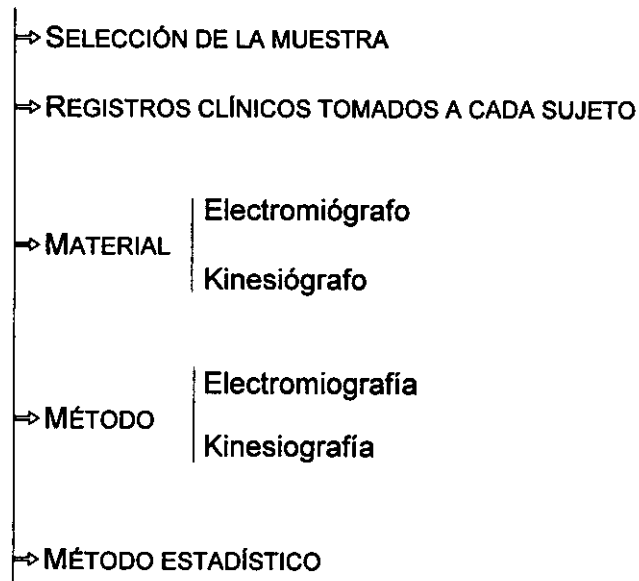 SELECCIÓN DE LA MUESTRA
REGISTROS CLÍNICOS TOMADOS A CADA SUJETO
Electromiógrafo
MATERIAL
Kinesiógrafo
Electromiografía
MÉTODO
Kinesiografía
MÉTODO ESTADÍSTICO